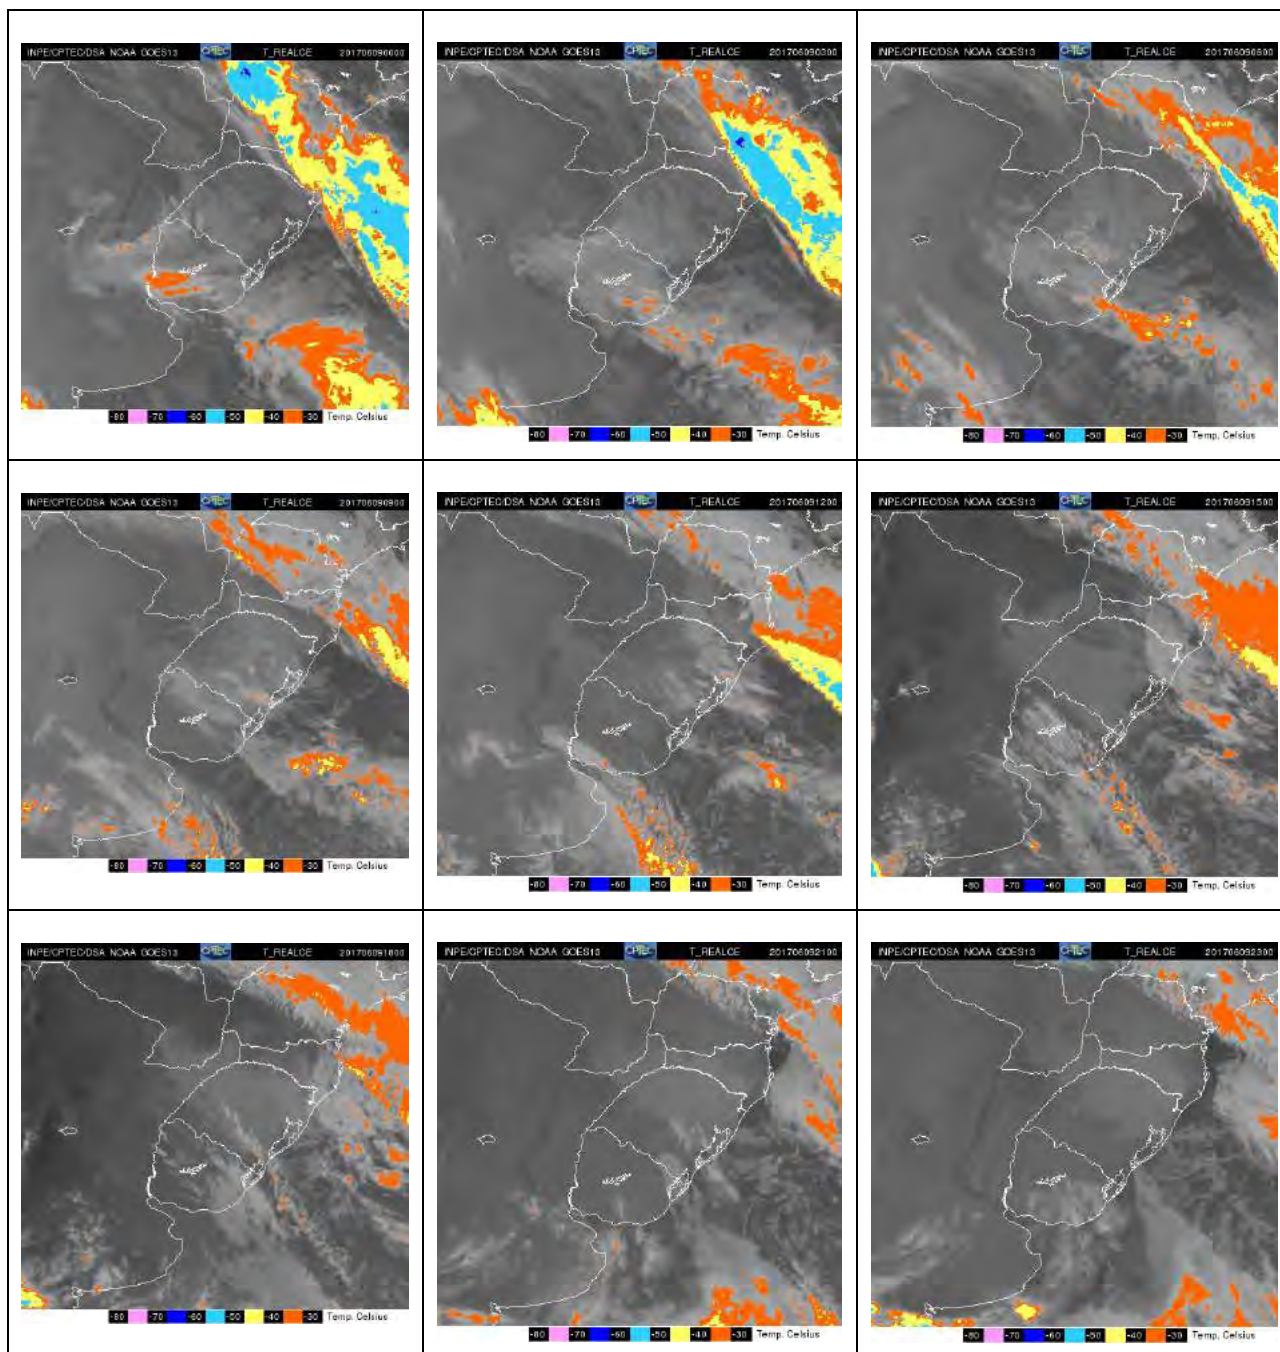 INPE/CPTEC/DSA NOAA GOES13 CPTEC T_REALCE 201706090000
-80 -70 -60 -50 -40 -30 Temp. Celsius
INPE/CPTEC/DSA NOAA GOES13 CPTEC T_REALCE 201706090300
-80 -70 -60 -50 -40 -30 Temp. Celsius
INPE/CPTEC/DSA NOAA GOES13 CPTEC T_REALCE 201706090600
-80 -70 -60 -50 -40 -30 Temp. Celsius
INPE/CPTEC/DSA NOAA GOES13 CPTEC T_REALCE 201706090900
-80 -70 -60 -50 -40 -30 Temp. Celsius
INPE/CPTEC/DSA NOAA GOES13 CPTEC T_REALCE 201706091200
-80 -70 -60 -50 -40 -30 Temp. Celsius
INPE/CPTEC/DSA NOAA GOES13 CPTEC T_REALCE 201706091500
-80 -70 -60 -50 -40 -30 Temp. Celsius
INPE/CPTEC/DSA NOAA GOES13 CPTEC T_REALCE 201706091800
-80 -70 -60 -50 -40 -30 Temp. Celsius
INPE/CPTEC/DSA NOAA GOES13 CPTEC T_REALCE 201706092100
-80 -70 -60 -50 -40 -30 Temp. Celsius
INPE/CPTEC/DSA NOAA GOES13 CPTEC T_REALCE 201706092300
-80 -70 -60 -50 -40 -30 Temp. Celsius